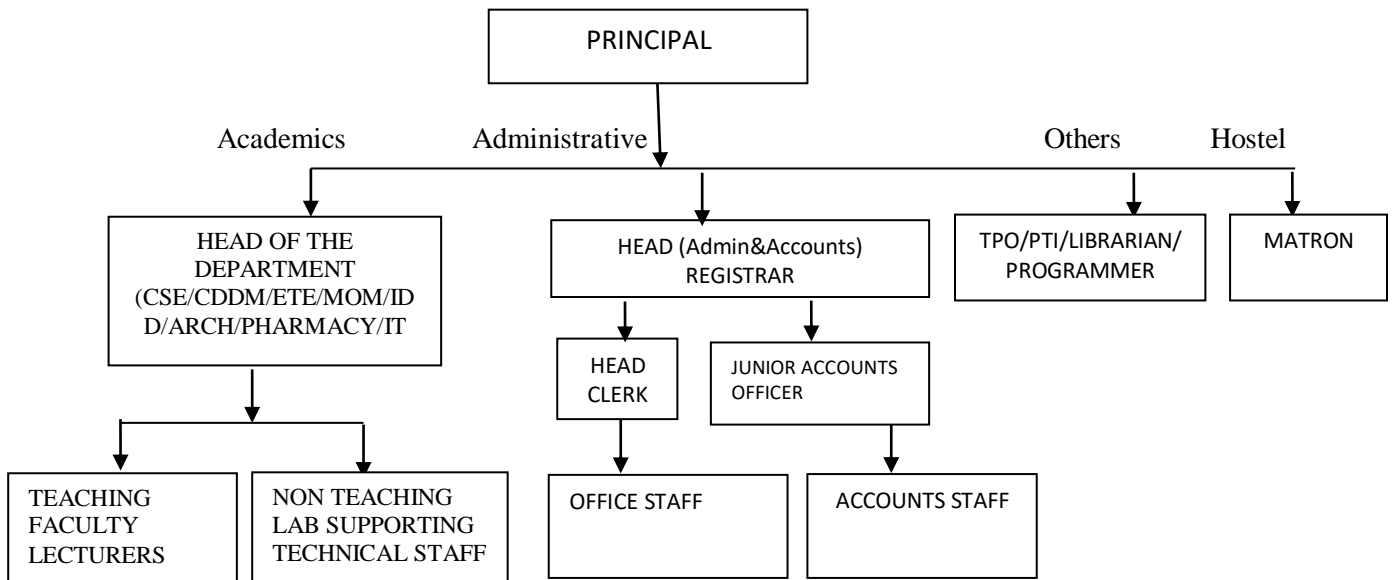 PRINCIPAL
Academics
Administrative
Others
Hostel
HEAD OF THE
DEPARTMENT
(CSE/CDDM/ETE/MOM/ID
D/ARCH/PHARMACY/IT
HEAD (Admin&Accounts)
REGISTRAR
TPO/PTI/LIBRARIAN/
PROGRAMMER
MATRON
HEAD
CLERK
JUNIOR ACCOUNTS
OFFICER
TEACHING
FACULTY
LECTURERS
NON TEACHING
LAB SUPPORTING
TECHNICAL STAFF
OFFICE STAFF
ACCOUNTS STAFF